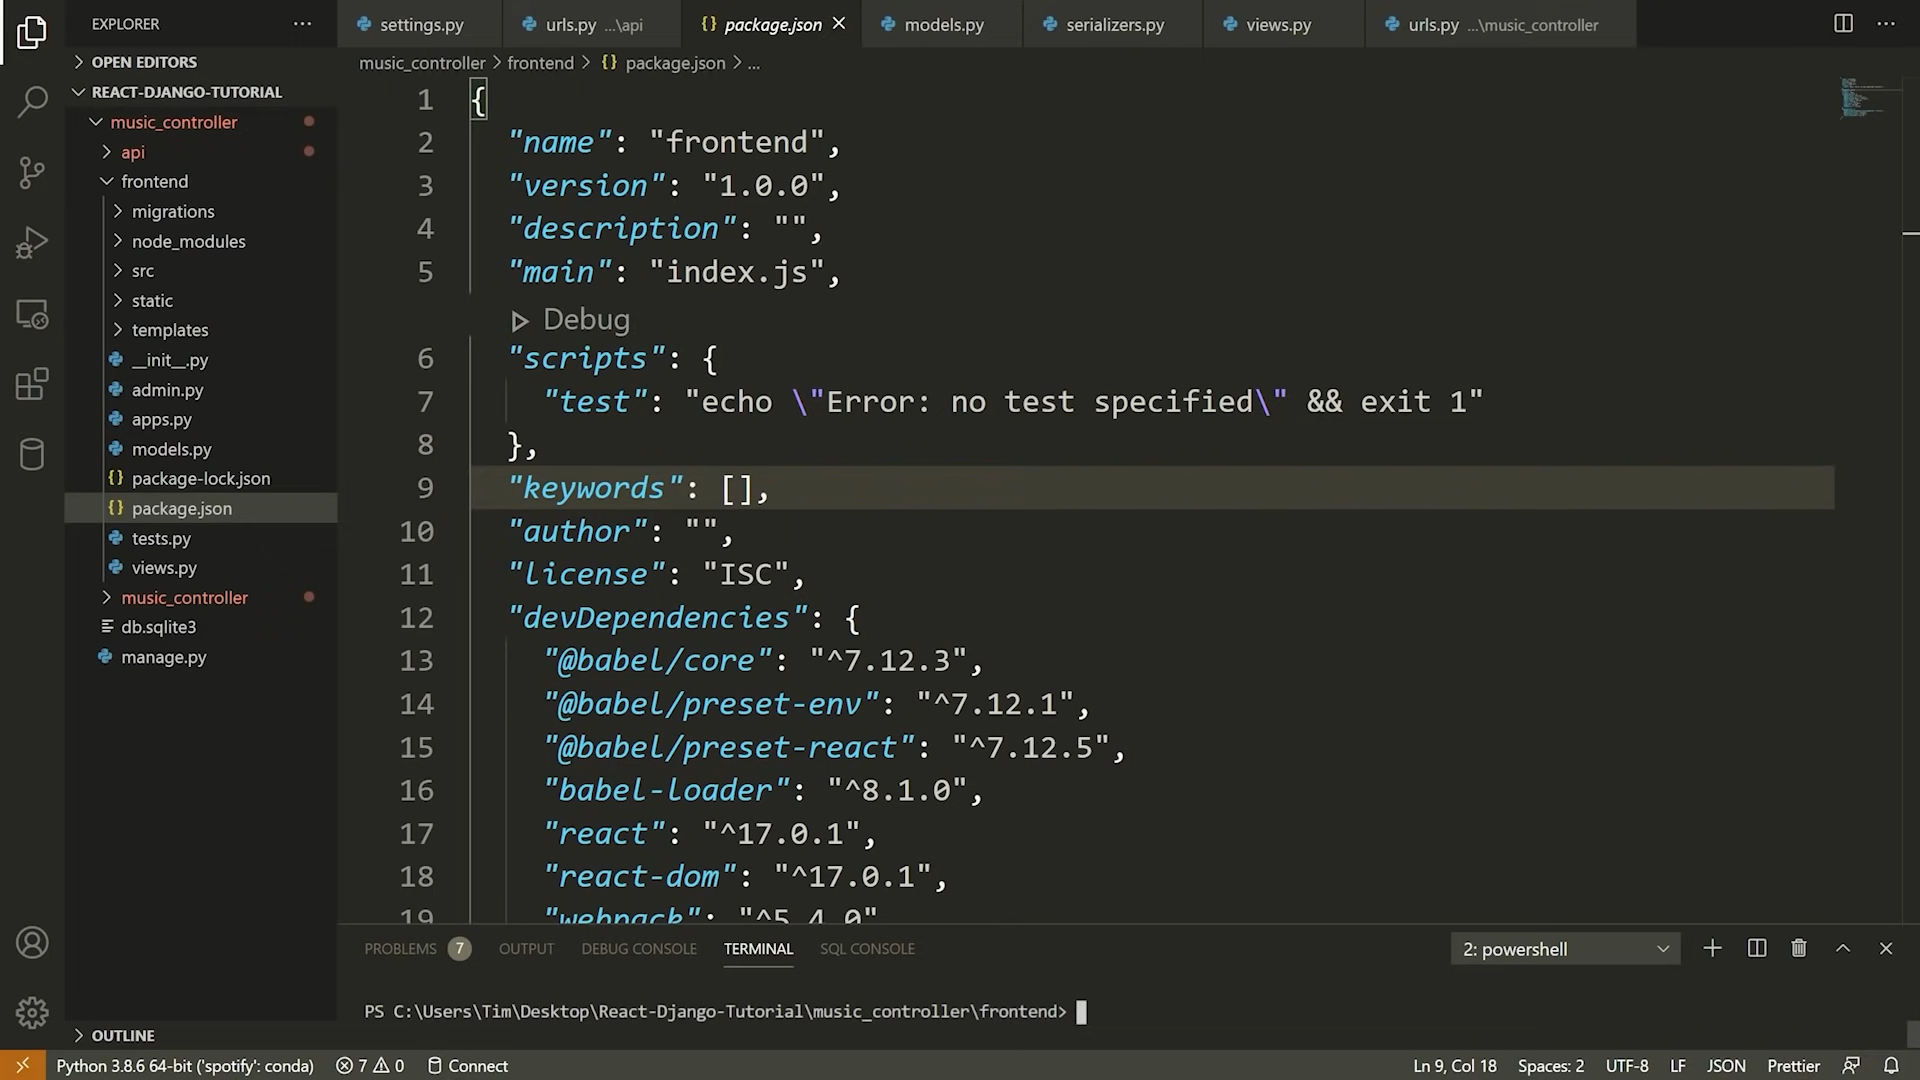 EXPLORER
settings.py
urls.py ...\api
{} package.json
models.py
serializers.py
views.py
urls.py ...\music_controller
OPEN EDITORS
REACT-DJANGO-TUTORIAL
music_controller
api
frontend
migrations
node_modules
src
static
templates
__init__.py
admin.py
apps.py
models.py
{} package-lock.json
{} package.json
tests.py
views.py
music_controller
db.sqlite3
manage.py
OUTLINE
music_controller > frontend > {} package.json > ...
1 {
2 "name": "frontend",
3 "version": "1.0.0",
4 "description": "",
5 "main": "index.js",
Debug
6 "scripts": {
7 "test": "echo \"Error: no test specified\" && exit 1"
8 },
9 "keywords": [],
10 "author": "",
11 "license": "ISC",
12 "devDependencies": {
13 "@babel/core": "^7.12.3",
14 "@babel/preset-env": "^7.12.1",
15 "@babel/preset-react": "^7.12.5",
16 "babel-loader": "^8.1.0",
17 "react": "^17.0.1",
18 "react-dom": "^17.0.1",
19 "webpack": "^5.4.0"
PROBLEMS 7 OUTPUT DEBUG CONSOLE TERMINAL SQL CONSOLE
2: powershell
PS C:\Users\Tim\Desktop\React-Django-Tutorial\music_controller\frontend>
Python 3.8.6 64-bit ('spotify': conda) 7 0 Connect
Ln 9, Col 18 Spaces: 2 UTF-8 LF JSON Prettier